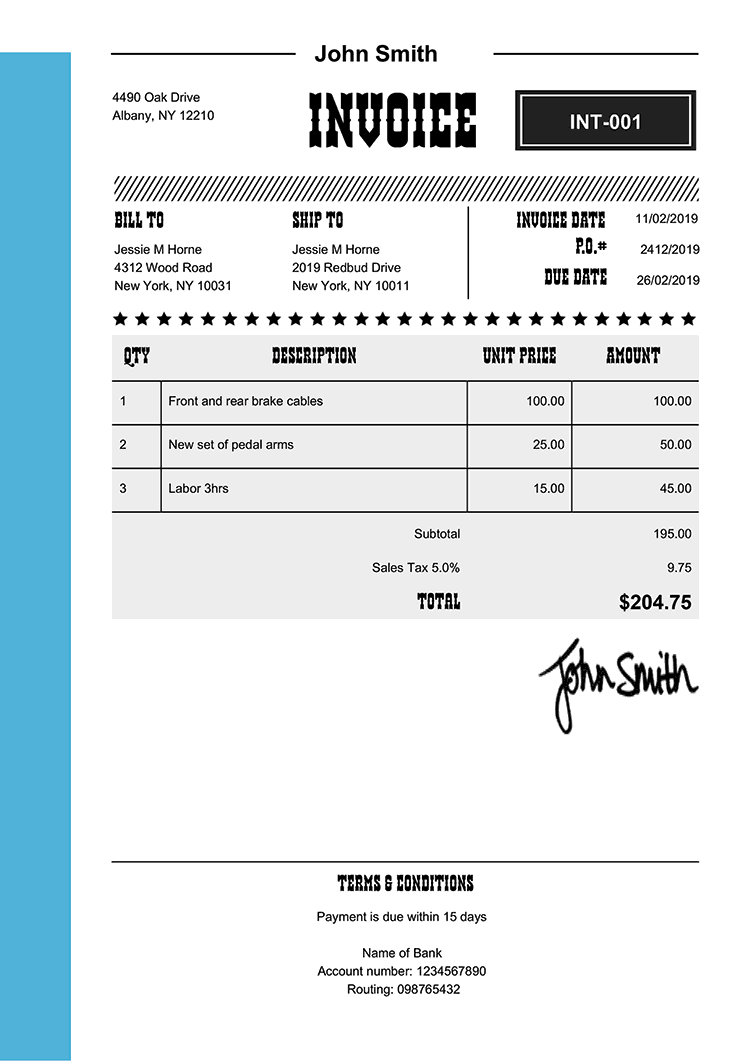 John Smith
4490 Oak Drive
Albany, NY 12210
INVOICE
INT-001
BILL TO
Jessie M Horne
4312 Wood Road
New York, NY 10031
SHIP TO
Jessie M Horne
2019 Redbud Drive
New York, NY 10011
INVOICE DATE 11/02/2019
P.O.# 2412/2019
DUE DATE 26/02/2019
QTY DESCRIPTION UNIT PRICE AMOUNT
1 Front and rear brake cables 100.00 100.00
2 New set of pedal arms 25.00 50.00
3 Labor 3hrs 15.00 45.00
Subtotal 195.00
Sales Tax 5.0% 9.75
TOTAL $204.75
John Smith
TERMS & CONDITIONS
Payment is due within 15 days
Name of Bank
Account number: 1234567890
Routing: 098765432